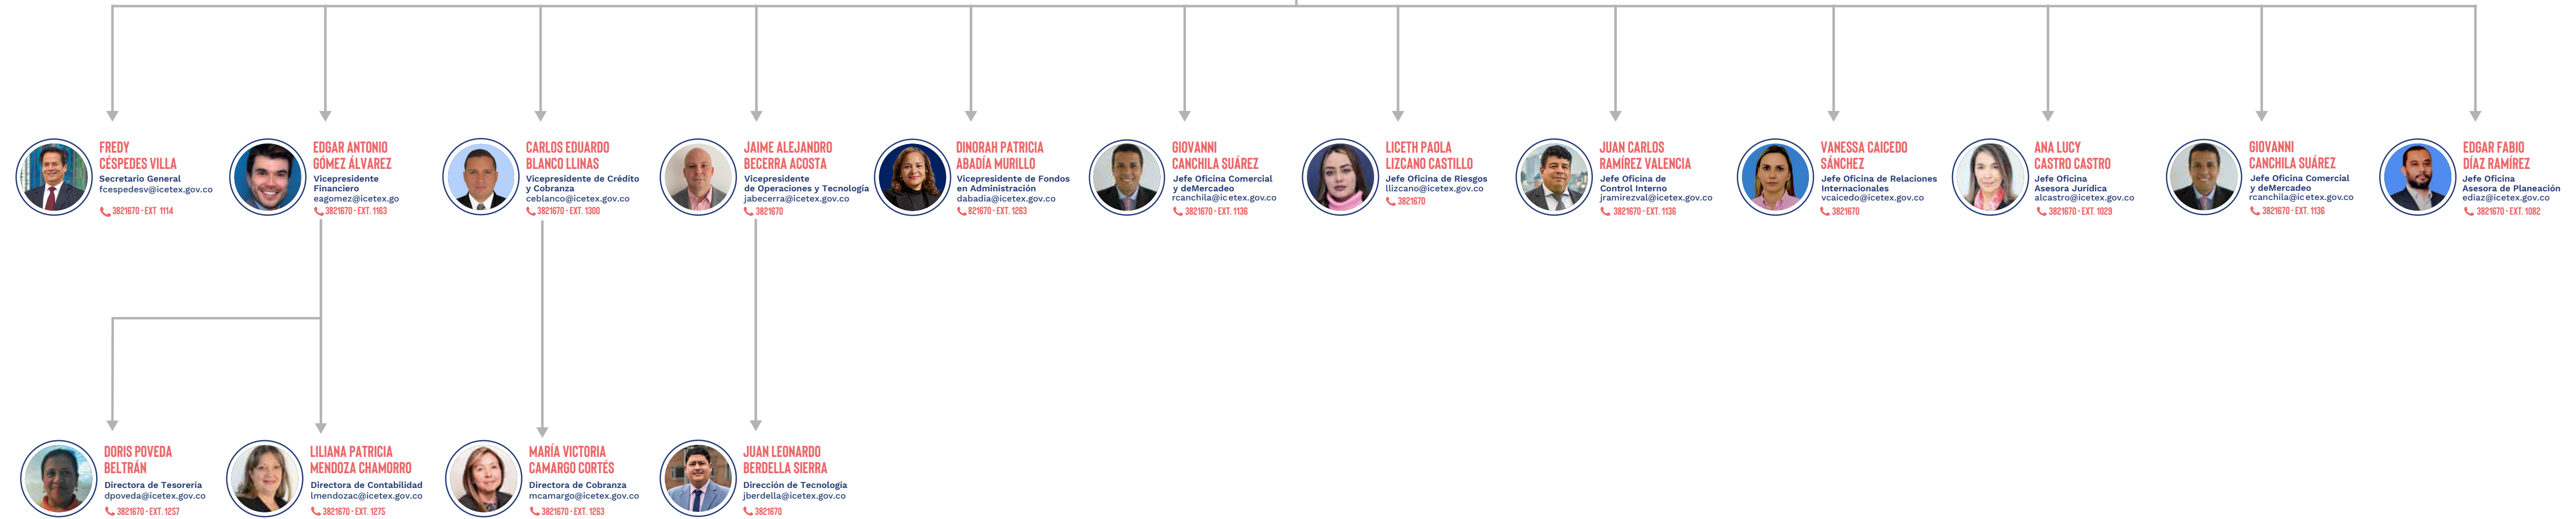 FREDY
CÉSPEDES VILLA
Secretario General
fcespedesv@icetex.gov.co
3821670 - EXT 1114
EDGAR ANTONIO
GÓMEZ ÁLVAREZ
Vicepresidente
Financiero
eagomez@icetex.go
3821670 - EXT. 1163
CARLOS EDUARDO
BLANCO LLINAS
Vicepresidente de Crédito
y Cobranza
ceblanco@icetex.gov.co
3821670 - EXT. 1300
JAIME ALEJANDRO
BECERRA ACOSTA
Vicepresidente
de Operaciones y Tecnología
jabecerra@icetex.gov.co
3821670
DINORAH PATRICIA
ABADÍA MURILLO
Vicepresidente de Fondos
en Administración
dabadia@icetex.gov.co
821670 - EXT. 1263
GIOVANNI
CANCHILA SUÁREZ
Jefe Oficina Comercial
y deMercadeo
rcanchila@icetex.gov.co
3821670 - EXT. 1136
LICETH PAOLA
LIZCANO CASTILLO
Jefe Oficina de Riesgos
llizcano@icetex.gov.co
3821670
JUAN CARLOS
RAMÍREZ VALENCIA
Jefe Oficina de
Control Interno
jramirezval@icetex.gov.co
3821670 - EXT. 1136
VANESSA CAICEDO
SÁNCHEZ
Jefe Oficina de Relaciones
Internacionales
vcaicedo@icetex.gov.co
3821670
ANA LUCY
CASTRO CASTRO
Jefe Oficina
Asesora Jurídica
alcastro@icetex.gov.co
3821670 - EXT. 1029
GIOVANNI
CANCHILA SUÁREZ
Jefe Oficina Comercial
y deMercadeo
rcanchila@icetex.gov.co
3821670 - EXT. 1136
EDGAR FABIO
DÍAZ RAMÍREZ
Jefe Oficina
Asesora de Planeación
ediaz@icetex.gov.co
3821670 - EXT. 1082
DORIS POVEDA
BELTRÁN
Directora de Tesorería
dpoveda@icetex.gov.co
3821670 - EXT. 1257
LILIANA PATRICIA
MENDOZA CHAMORRO
Directora de Contabilidad
lmendozac@icetex.gov.co
3821670 - EXT. 1275
MARÍA VICTORIA
CAMARGO CORTÉS
Directora de Cobranza
mcamargo@icetex.gov.co
3821670 - EXT. 1263
JUAN LEONARDO
BERDELLA SIERRA
Dirección de Tecnología
jberdella@icetex.gov.co
3821670